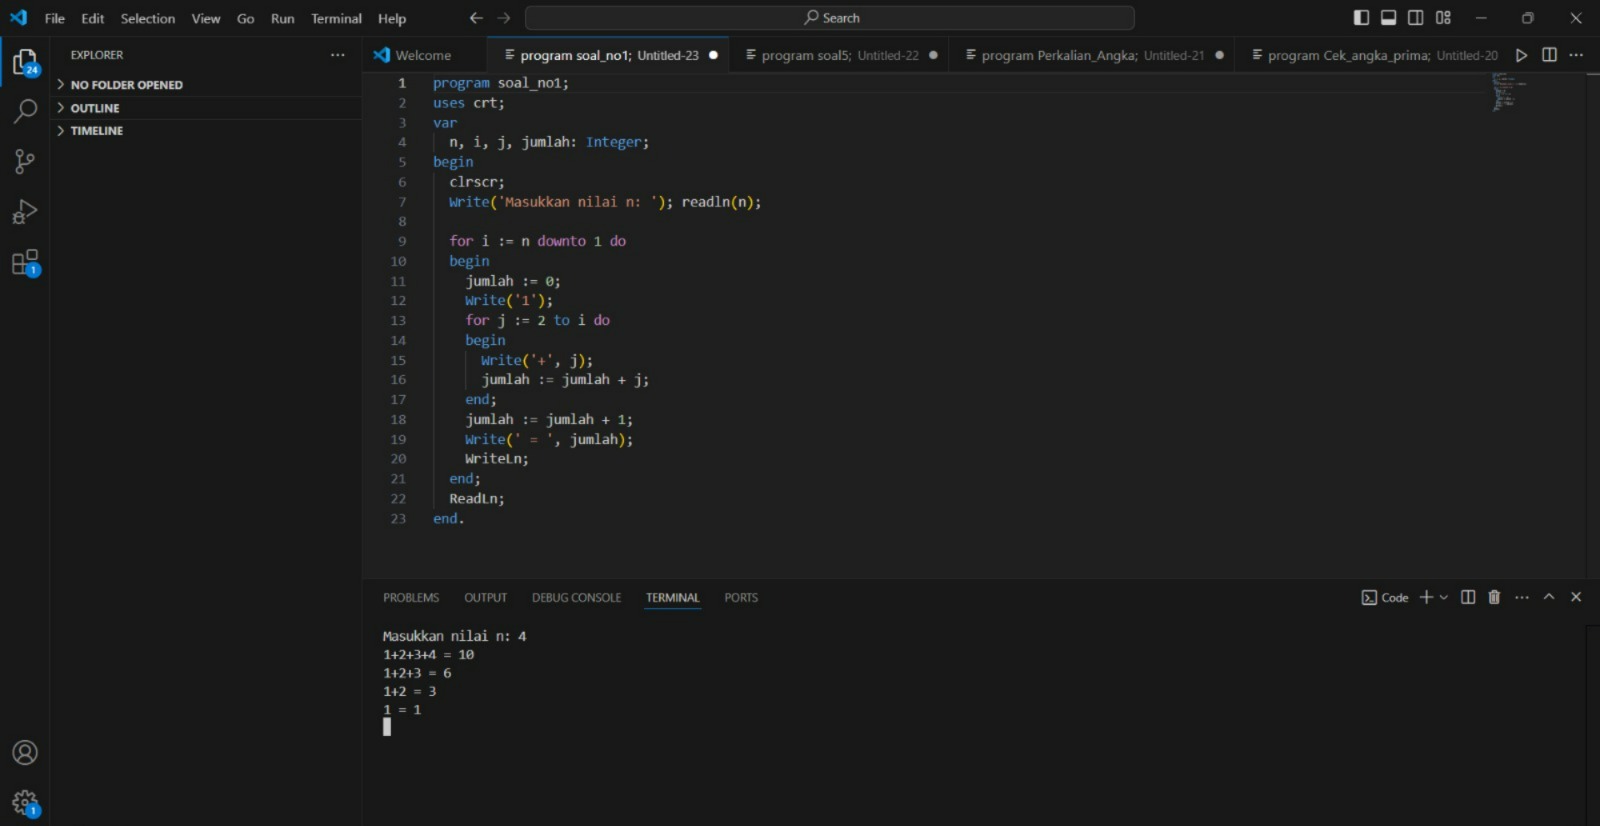 File Edit Selection View Go Run Terminal Help
Search
EXPLORER
24
NO FOLDER OPENED
OUTLINE
TIMELINE
1
1
Welcome
program soal_no1; Untitled-23
program soal5; Untitled-22
program Perkalian_Angka; Untitled-21
program Cek_angka_prima; Untitled-20
1 program soal_no1;
2 uses crt;
3 var
4 n, i, j, jumlah: Integer;
5 begin
6 clrscr;
7 Write('Masukkan nilai n: '); readln(n);
8
9 for i := n downto 1 do
10 begin
11 jumlah := 0;
12 Write('1');
13 for j := 2 to i do
14 begin
15 Write('+', j);
16 jumlah := jumlah + j;
17 end;
18 jumlah := jumlah + 1;
19 Write(' = ', jumlah);
20 WriteLn;
21 end;
22 ReadLn;
23 end.
PROBLEMS OUTPUT DEBUG CONSOLE TERMINAL PORTS
Code
Masukkan nilai n: 4
1+2+3+4 = 10
1+2+3 = 6
1+2 = 3
1 = 1